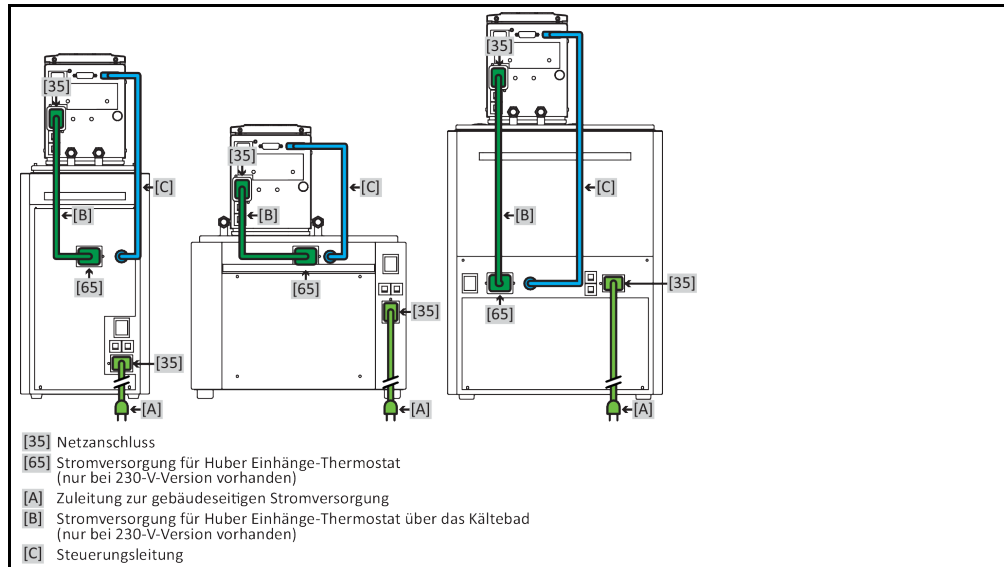 [35]
[C]
[B]
[65]
[35]
[A]
[35]
[C]
[B]
[65]
[35]
[A]
[35]
[C]
[B]
[65]
[35]
[A]
[35] Netzanschluss
[65] Stromversorgung für Huber Einhänge-Thermostat
(nur bei 230-V-Version vorhanden)
[A] Zuleitung zur gebäudeseitigen Stromversorgung
[B] Stromversorgung für Huber Einhänge-Thermostat über das Kältebad
(nur bei 230-V-Version vorhanden)
[C] Steuerungsleitung